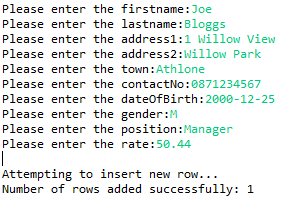 Please enter the firstname:Joe
Please enter the lastname:Bloggs
Please enter the address1:1 Willow View
Please enter the address2:Willow Park
Please enter the town:Athlone
Please enter the contactNo:0871234567
Please enter the dateOfBirth:2000-12-25
Please enter the gender:M
Please enter the position:Manager
Please enter the rate:50.44
Attempting to insert new row...
Number of rows added successfully: 1